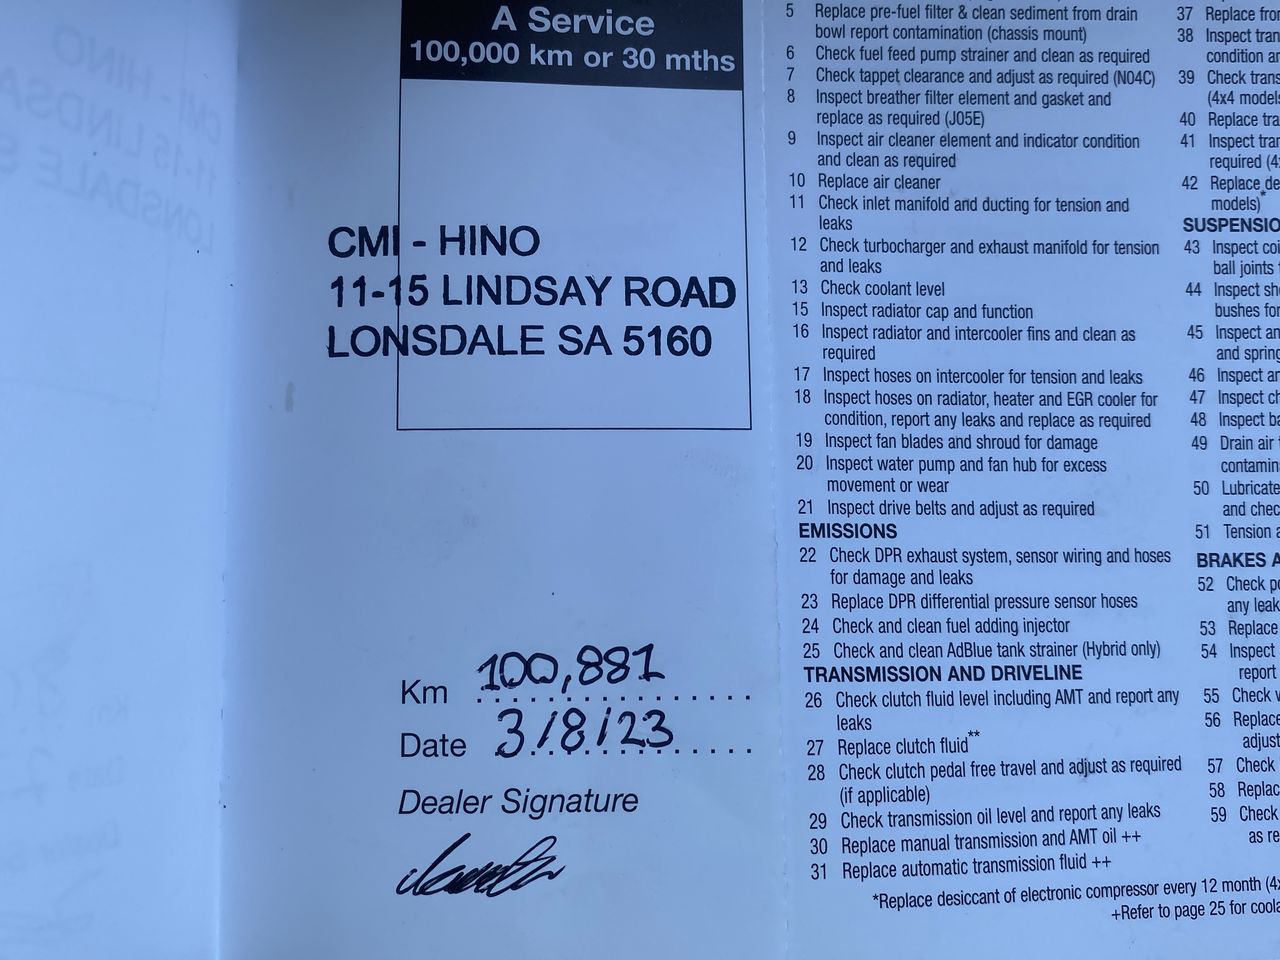 A Service
100,000 km or 30 mths
CMI - HINO
11-15 LINDSAY ROAD
LONSDALE SA 5160
Km 100,881
Date 3/8/23
Dealer Signature
5 Replace pre-fuel filter & clean sediment from drain
bowl report contamination (chassis mount)
6 Check fuel feed pump strainer and clean as required
7 Check tappet clearance and adjust as required (N04C)
8 Inspect breather filter element and gasket and
replace as required (J05E)
9 Inspect air cleaner element and indicator condition
and clean as required
10 Replace air cleaner
11 Check inlet manifold and ducting for tension and
leaks
12 Check turbocharger and exhaust manifold for tension
and leaks
13 Check coolant level
15 Inspect radiator cap and function
16 Inspect radiator and intercooler fins and clean as
required
17 Inspect hoses on intercooler for tension and leaks
18 Inspect hoses on radiator, heater and EGR cooler for
condition, report any leaks and replace as required
19 Inspect fan blades and shroud for damage
20 Inspect water pump and fan hub for excess
movement or wear
21 Inspect drive belts and adjust as required
EMISSIONS
22 Check DPR exhaust system, sensor wiring and hoses
for damage and leaks
23 Replace DPR differential pressure sensor hoses
24 Check and clean fuel adding injector
25 Check and clean AdBlue tank strainer (Hybrid only)
TRANSMISSION AND DRIVELINE
26 Check clutch fluid level including AMT and report any
leaks
27 Replace clutch fluid**
28 Check clutch pedal free travel and adjust as required
(if applicable)
29 Check transmission oil level and report any leaks
30 Replace manual transmission and AMT oil ++
31 Replace automatic transmission fluid ++
37 Replace
38 Inspect
condition
39 Check
(4x4
40 Replace
41 Inspect
required
42 Replace
models)*
43 Inspect
ball joints
44 Inspect
bushes for
45 Inspect
and
46 Inspect
47 Inspect
48 Inspect
49 Drain air
50 Lubricate
and
51 Tension
BRAKES
52 Check
any
53 Replace
54 Inspect
report
55 Check
56 Replace
57 Check
58
59 Check
as
*Replace desiccant of electronic compressor every 12 month
+Refer to page 25 for